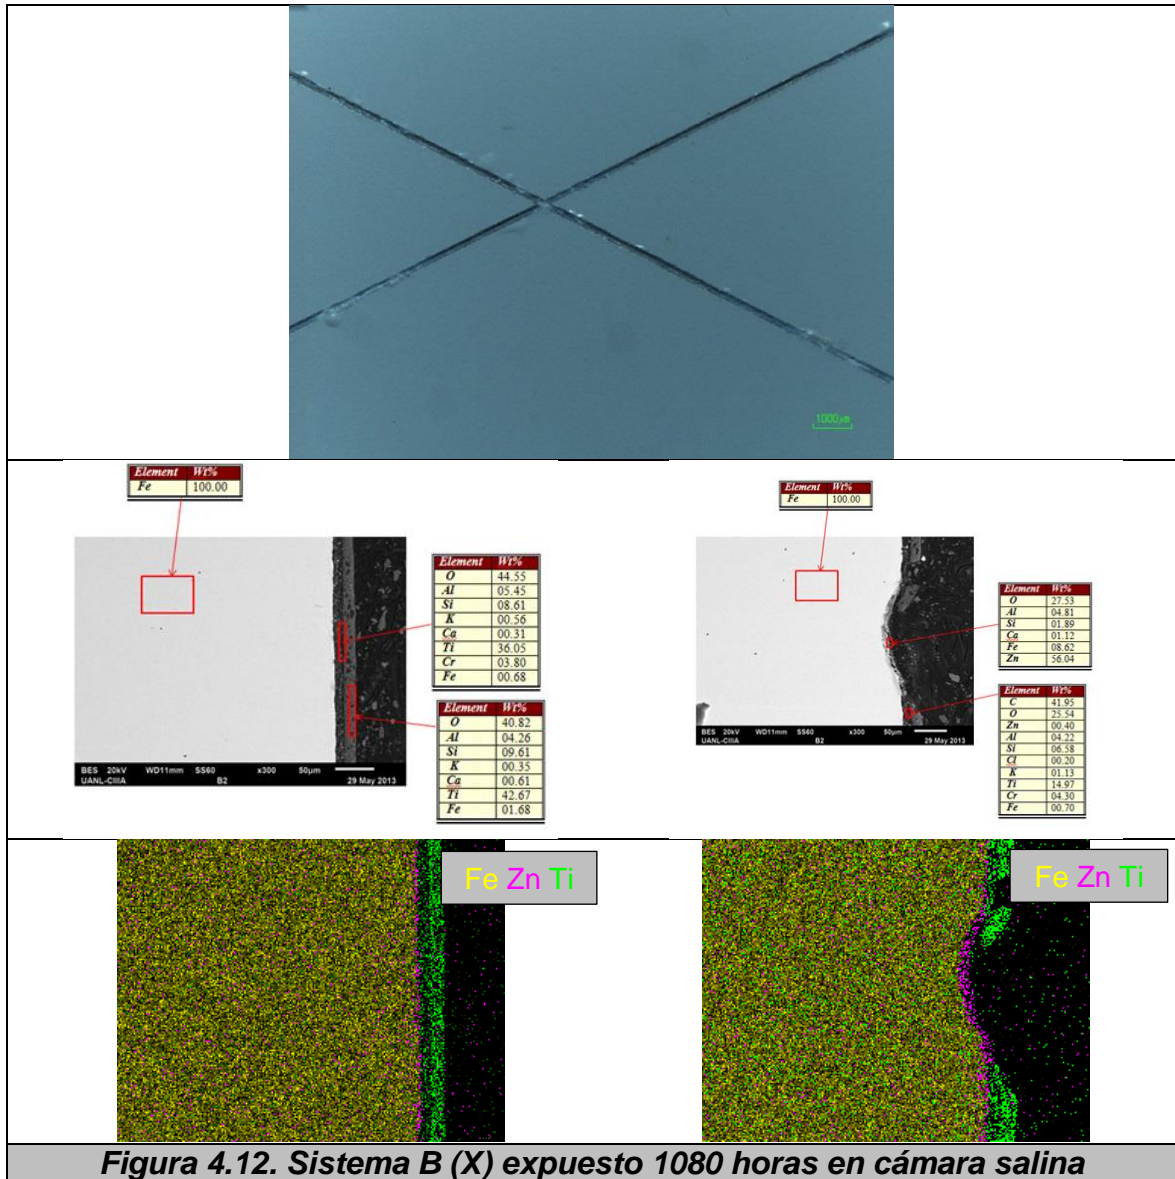 1000µm
Element Wt%
Fe 100.00
Element Wt%
O 44.55
Al 05.45
Si 08.61
K 00.56
Ca 00.31
Ti 36.05
Cr 03.80
Fe 00.68
Element Wt%
O 40.82
Al 04.26
Si 09.61
K 00.35
Ca 00.61
Ti 42.67
Fe 01.68
BES 20kV WD11mm SS60 x300 50µm
UANL-CIIA B2 29 May 2013
Element Wt%
Fe 100.00
Element Wt%
O 27.53
Al 04.81
Si 01.89
Ca 01.12
Fe 08.62
Zn 56.04
Element Wt%
C 41.95
O 25.54
Zn 00.40
Al 04.22
Si 06.58
Cl 00.20
K 01.13
Ti 14.97
Cr 04.30
Fe 00.70
BES 20kV WD11mm SS60 x300 50µm
UANL-CIIA B2 29 May 2013
Fe Zn Ti
Fe Zn Ti
Figura 4.12. Sistema B (X) expuesto 1080 horas en cámara salina